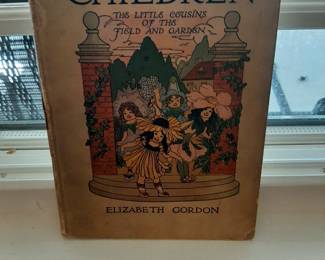 CHILDREN
THE LITTLE COUSINS
OF THE
FIELD AND GARDEN
ELIZABETH GORDON